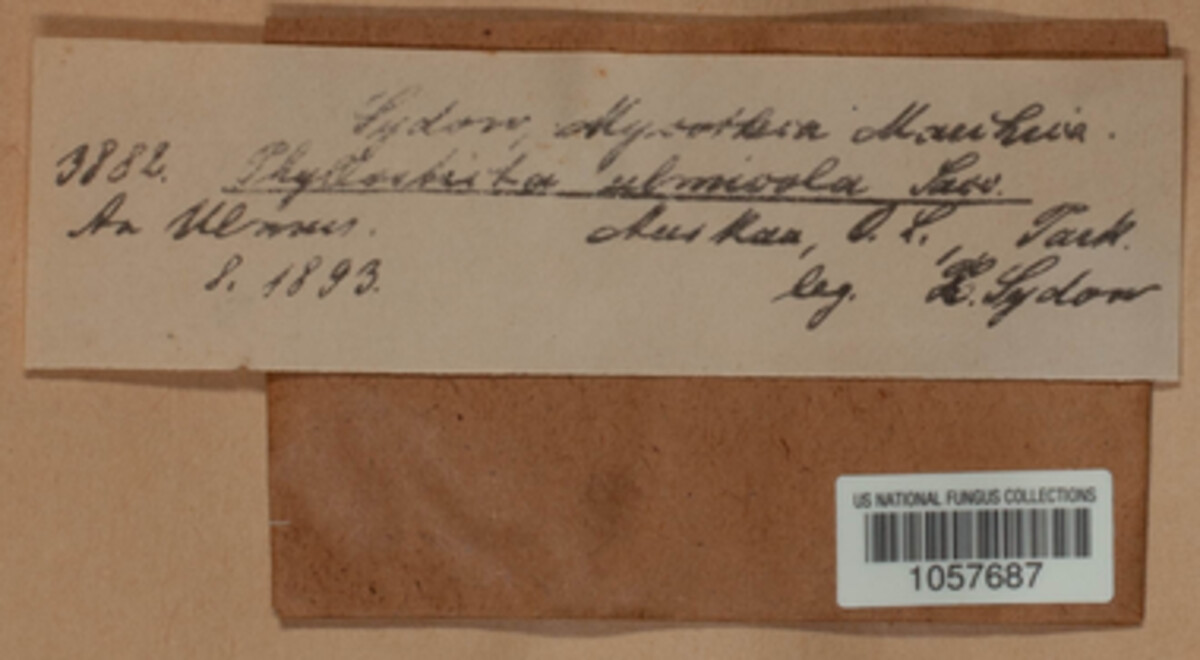 Sydow, Mycotheca Marchica.
3882. Phyllosticta ulmicola Sacc.
An Ulmus. Muskau, O. L., Park.
8. 1893. leg. P. Sydow
US NATIONAL FUNGUS COLLECTIONS
1057687